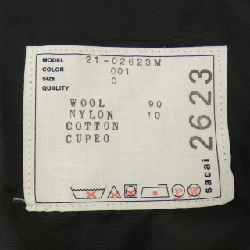 MODEL 21-02623M
COLOR 001
SIZE 0
QUALITY
WOOL 90
NYLON 10
COTTON
CUPRO
sacai 2623